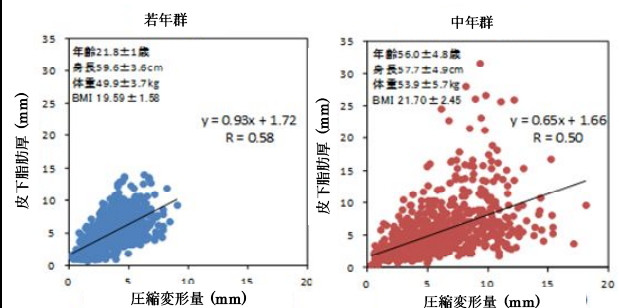 若年群
35
30
25
20
15
10
5
0
皮下脂肪厚 (mm)
年齢21.8±1歳
身長59.6±3.6cm
体重49.9±3.7kg
BMI 19.59±1.58
y = 0.93x + 1.72
R = 0.58
0 5 10 15 20
圧縮変形量 (mm)
中年群
35
30
25
20
15
10
5
0
皮下脂肪厚 (mm)
年齢56.0±4.8歳
身長57.7±4.9cm
体重53.9±5.7kg
BMI 21.70±2.45
y = 0.65x + 1.66
R = 0.50
0 5 10 15 20
圧縮変形量 (mm)